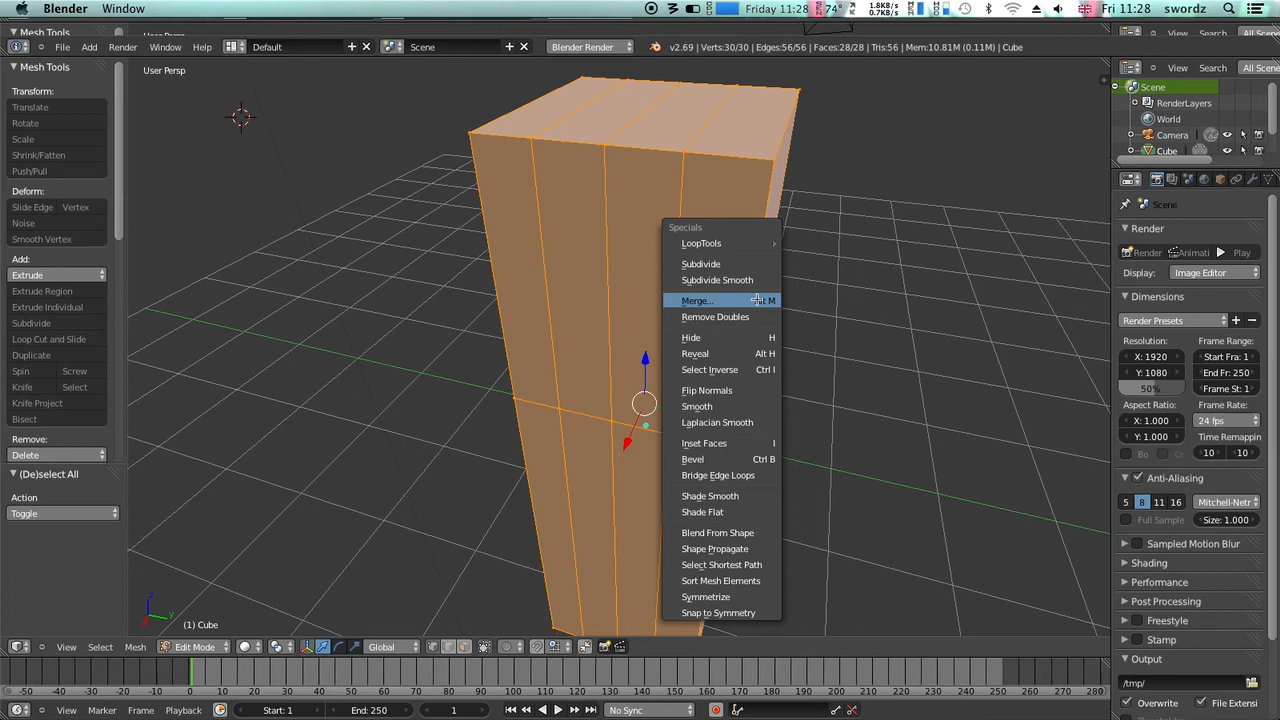 Blender Window Friday 11:28 74° 1.8KB/s 0.7KB/s Fri 11:28 swordz
Mesh Tools
Search All Scene
File Add Render Window Help Default Scene Blender Render v2.69 | Verts:30/30 | Edges:56/56 | Faces:28/28 | Tris:56 | Mem:10.81M (0.11M) | Cube
Mesh Tools
User Persp
View Search All Scene
Transform:
Translate
Rotate
Scale
Shrink/Fatten
Push/Pull
Deform:
Slide Edge Vertex
Noise
Smooth Vertex
Add:
Extrude
Extrude Region
Extrude Individual
Subdivide
Loop Cut and Slide
Duplicate
Spin Screw
Knife Select
Knife Project
Bisect
Remove:
Delete
(De)select All
Action
Toggle
Specials
LoopTools
Subdivide
Subdivide Smooth
Merge... Alt M
Remove Doubles
Hide H
Reveal Alt H
Select Inverse Ctrl I
Flip Normals
Smooth
Laplacian Smooth
Inset Faces I
Bevel Ctrl B
Bridge Edge Loops
Shade Smooth
Shade Flat
Blend From Shape
Shape Propagate
Select Shortest Path
Sort Mesh Elements
Symmetrize
Snap to Symmetry
z
y
(1) Cube
Scene
RenderLayers
World
Camera
Cube
Scene
Render
Render Animati Play
Display: Image Editor
Dimensions
Render Presets
Resolution: Frame Range:
X: 1920 Start Fra: 1
Y: 1080 End Fr: 250
50% Frame St: 1
Aspect Ratio: Frame Rate:
X: 1.000 24 fps
Y: 1.000 Time Remappin
Bo Cr 10 10
Anti-Aliasing
5 8 11 16 Mitchell-Netr
Full Sample Size: 1.000
Sampled Motion Blur
Shading
Performance
Post Processing
Freestyle
Stamp
Output
/tmp/
Overwrite File Extensi
View Select Mesh Edit Mode Global
-50 -40 -30 -20 -10 0 10 20 30 40 50 60 70 80 90 100 110 120 130 140 150 160 170 180 190 200 210 220 230 240 250 260 270 280
View Marker Frame Playback Start: 1 End: 250 1 No Sync